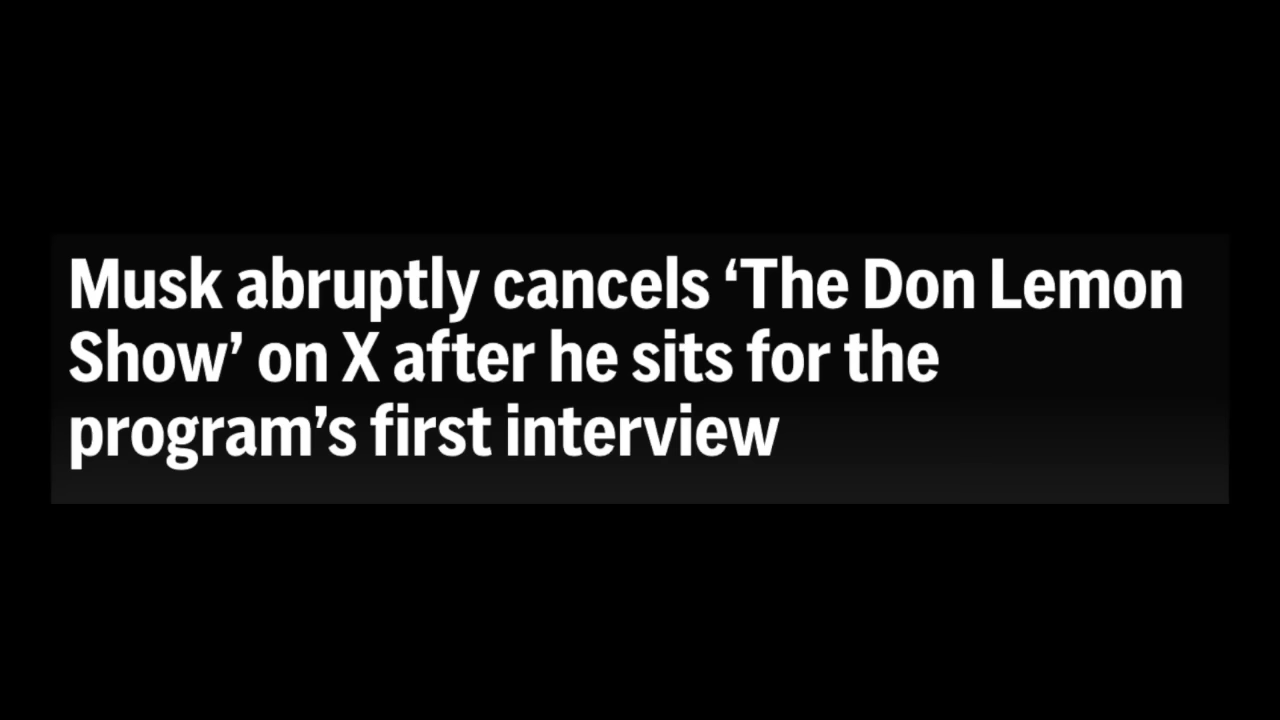 Musk abruptly cancels ‘The Don Lemon
Show’ on X after he sits for the
program’s first interview